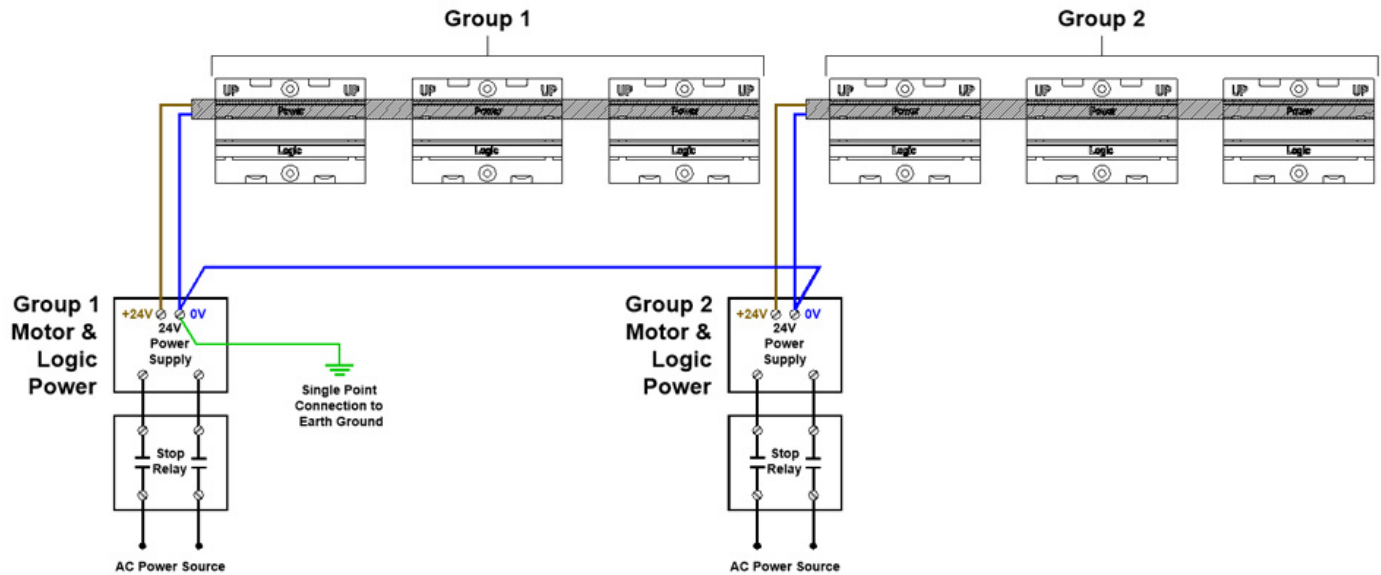 Group 1
Group 2
UP UP UP UP UP UP
UP UP UP UP UP UP
Power Power Power
Power Power Power
Logic Logic Logic
Logic Logic Logic
Group 1
Motor &
Logic
Power
+24V 0V
24V
Power
Supply
Single Point
Connection to
Earth Ground
Stop
Relay
AC Power Source
Group 2
Motor &
Logic
Power
+24V 0V
24V
Power
Supply
Stop
Relay
AC Power Source